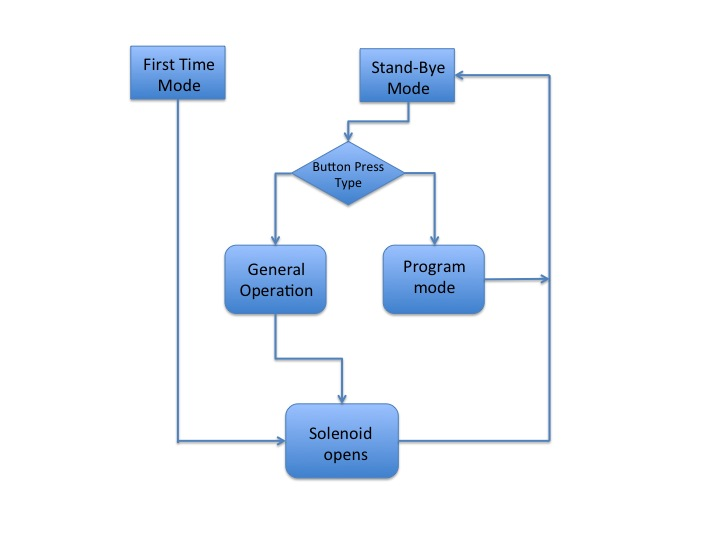 First Time
Mode
Stand-Bye
Mode
Button Press
Type
General
Operation
Program
mode
Solenoid
opens